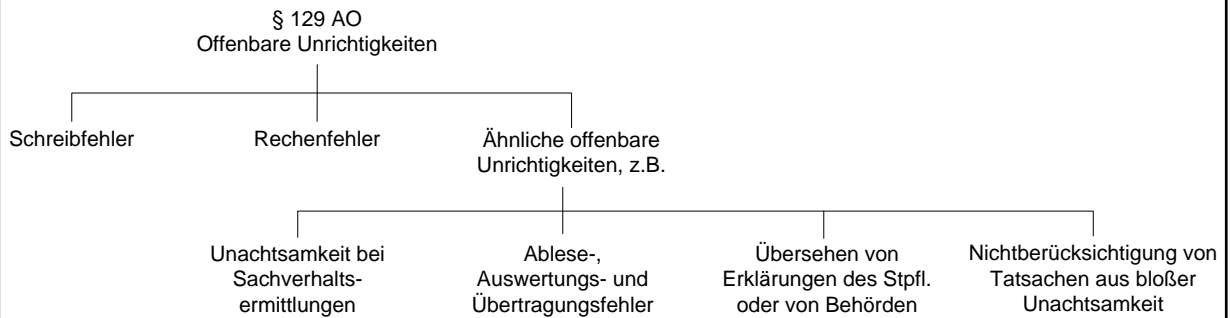 § 129 AO
Offenbare Unrichtigkeiten
Schreibfehler
Rechenfehler
Ähnliche offenbare
Unrichtigkeiten, z.B.
Unachtsamkeit bei
Sachverhalts-
ermittlungen
Ablese-,
Auswertungs- und
Übertragungsfehler
Übersehen von
Erklärungen des Stpfl.
oder von Behörden
Nichtberücksichtigung von
Tatsachen aus bloßer
Unachtsamkeit